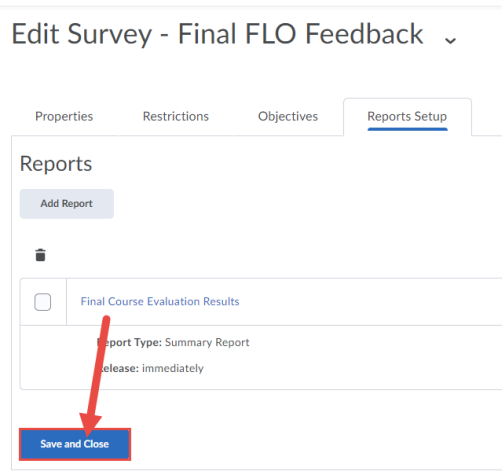 Edit Survey - Final FLO Feedback
Properties Restrictions Objectives Reports Setup
Reports
Add Report
Final Course Evaluation Results
Report Type: Summary Report
Release: immediately
Save and Close